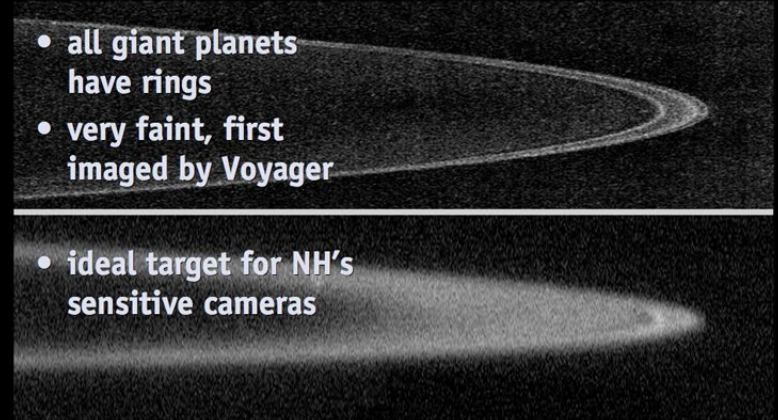 • all giant planets
have rings
• very faint, first
imaged by Voyager
• ideal target for NH's
sensitive cameras